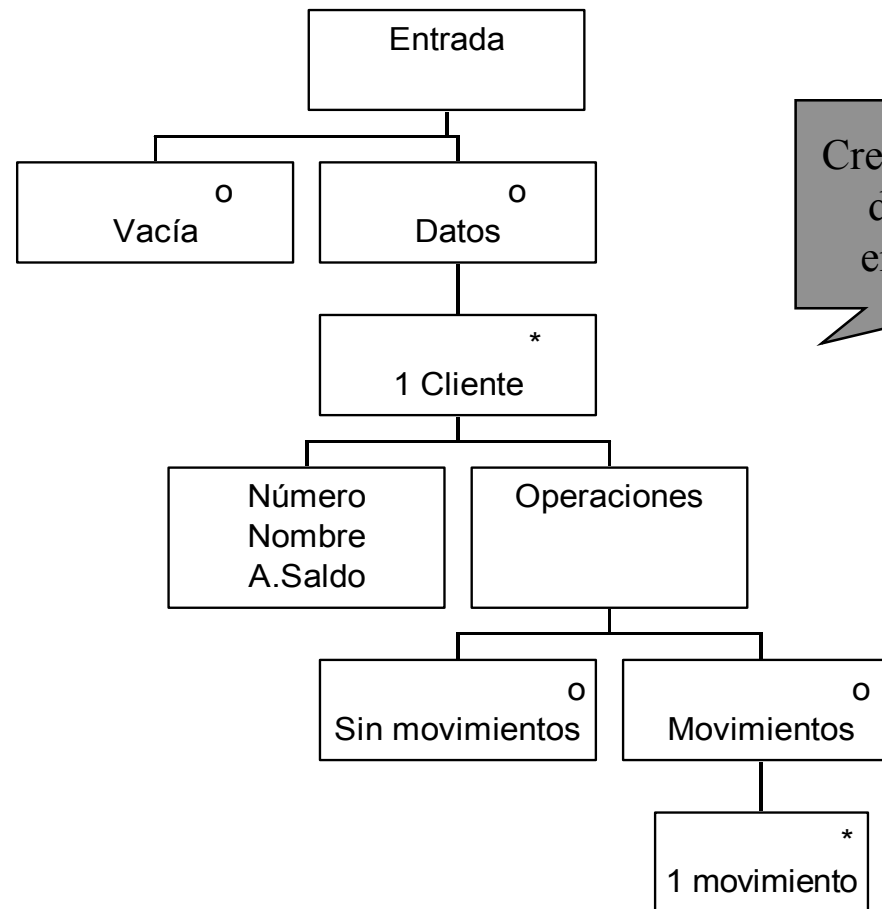 Entrada
o
Vacía
o
Datos
*
1 Cliente
Número
Nombre
A.Saldo
Operaciones
o
Sin movimientos
o
Movimientos
*
1 movimiento